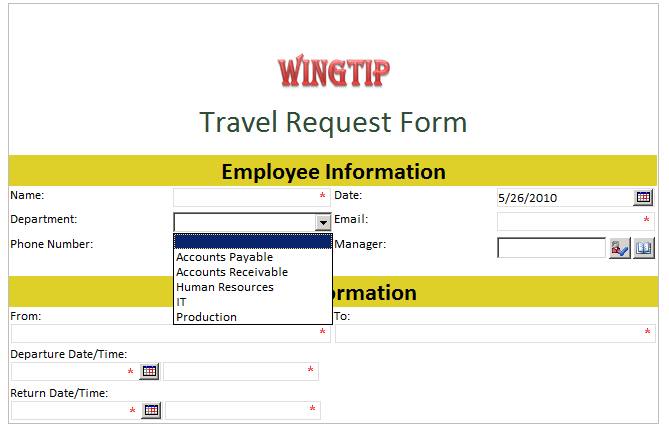 WINGTIP
Travel Request Form
Employee Information
Name: * Date: 5/26/2010
Department: Email: *
Phone Number: Manager:
Accounts Payable
Accounts Receivable
Human Resources
IT
Production
ormation
From: To:
* *
Departure Date/Time:
* *
Return Date/Time:
* *